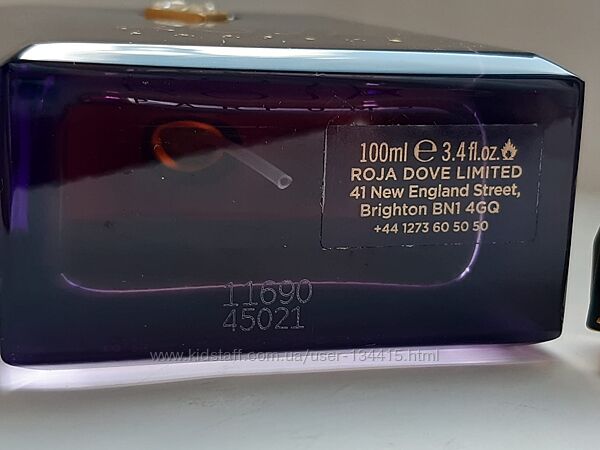 100ml ℮ 3.4 fl.oz.
ROJA DOVE LIMITED
41 New England Street,
Brighton BN1 4GQ
+44 1273 60 50 50
11690
45021
www.kidstaff.com.ua/user-134415.html